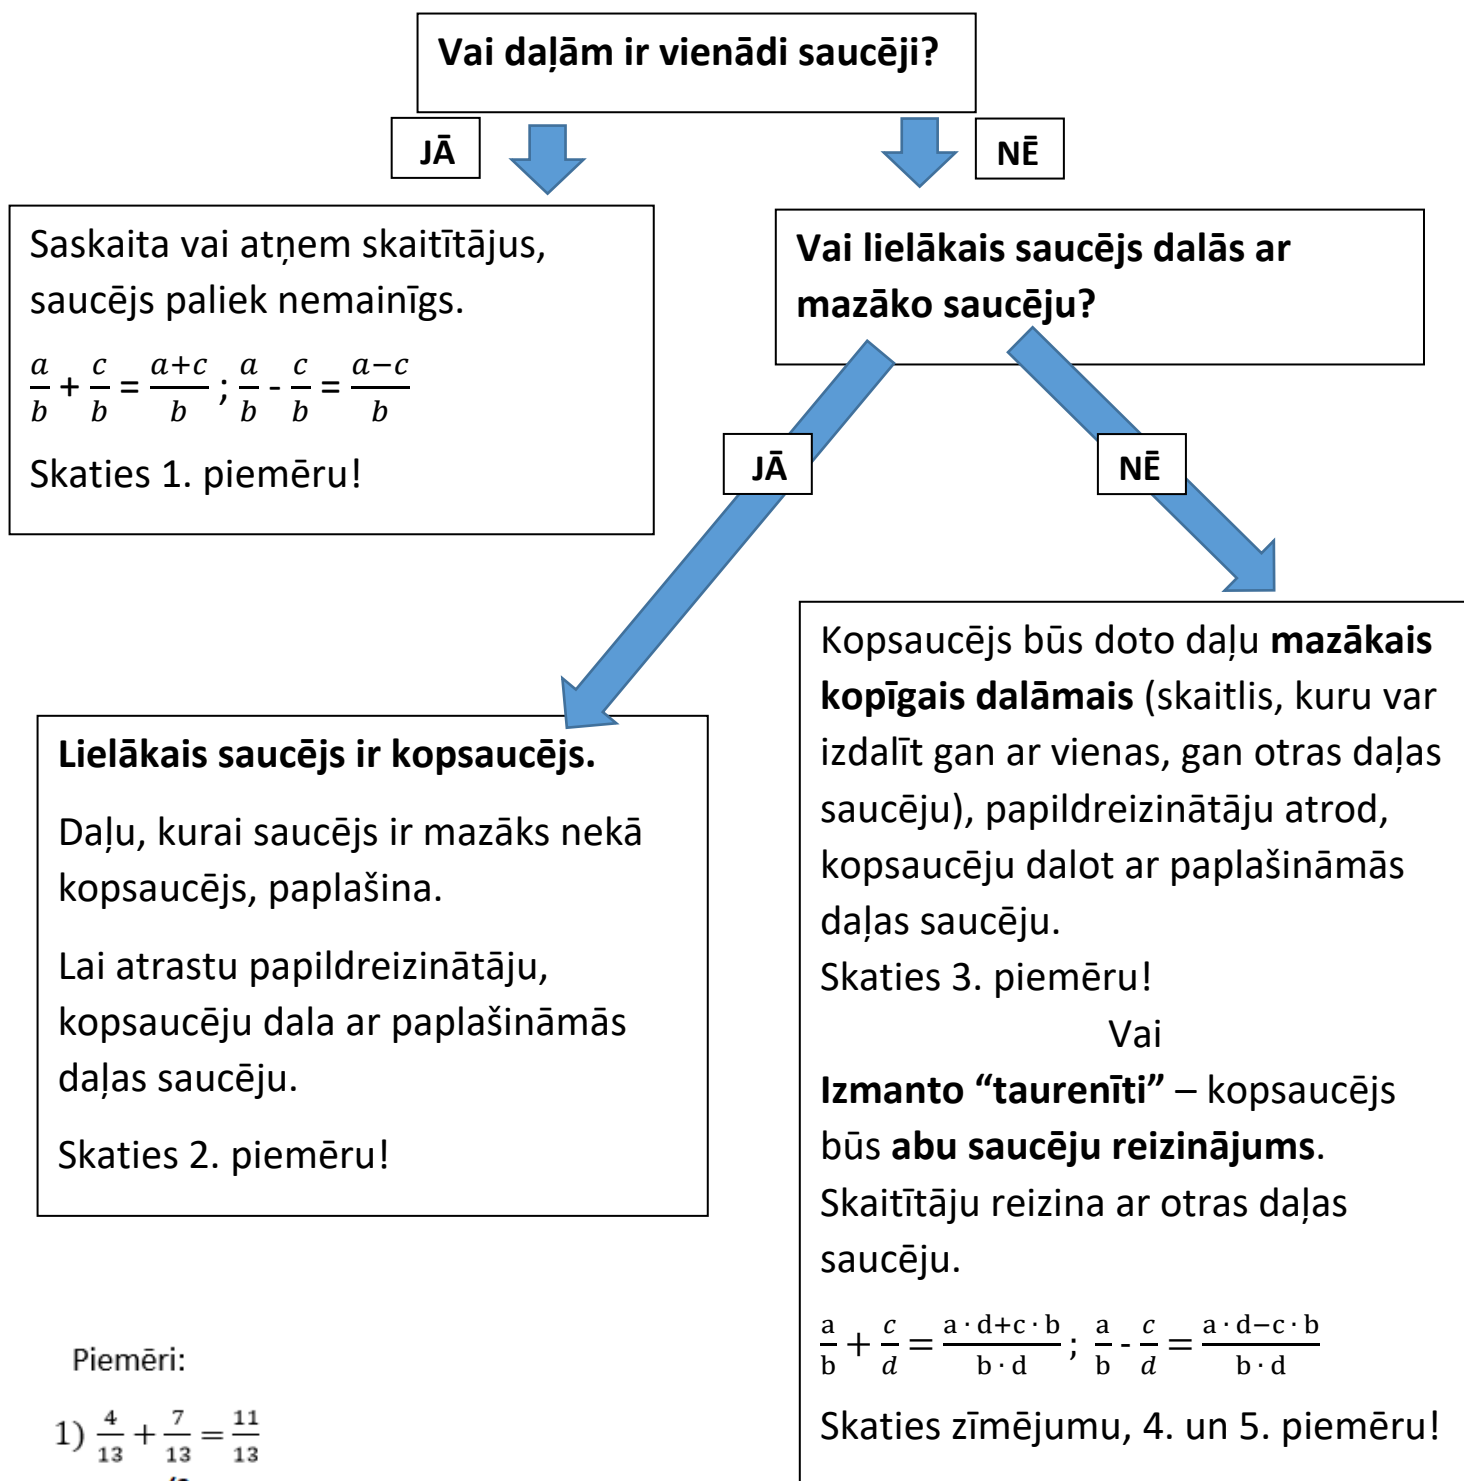 Vai daļām ir vienādi saucēji?
JĀ
NĒ
Saskaita vai atņem skaitītājus,
saucējs paliek nemainīgs.
a/b + c/b = a+c/b ; a/b - c/b = a−c/b
Skaties 1. piemēru!
Vai lielākais saucējs dalās ar
mazāko saucēju?
JĀ
NĒ
Lielākais saucējs ir kopsaucējs.
Daļu, kurai saucējs ir mazāks nekā
kopsaucējs, paplašina.
Lai atrastu papildreizinātāju,
kopsaucēju dala ar paplašināmās
daļas saucēju.
Skaties 2. piemēru!
Kopsaucējs būs doto daļu mazākais
kopīgais dalāmais (skaitlis, kuru var
izdalīt gan ar vienas, gan otras daļas
saucēju), papildreizinātāju atrod,
kopsaucēju dalot ar paplašināmās
daļas saucēju.
Skaties 3. piemēru!
Vai
Izmanto “taurenīti” – kopsaucējs
būs abu saucēju reizinājums.
Skaitītāju reizina ar otras daļas
saucēju.
a/b + c/d = a · d+c · b/b · d ; a/b - c/d = a · d−c · b/b · d
Skaties zīmējumu, 4. un 5. piemēru!
Piemēri:
1) 4/13 + 7/13 = 11/13